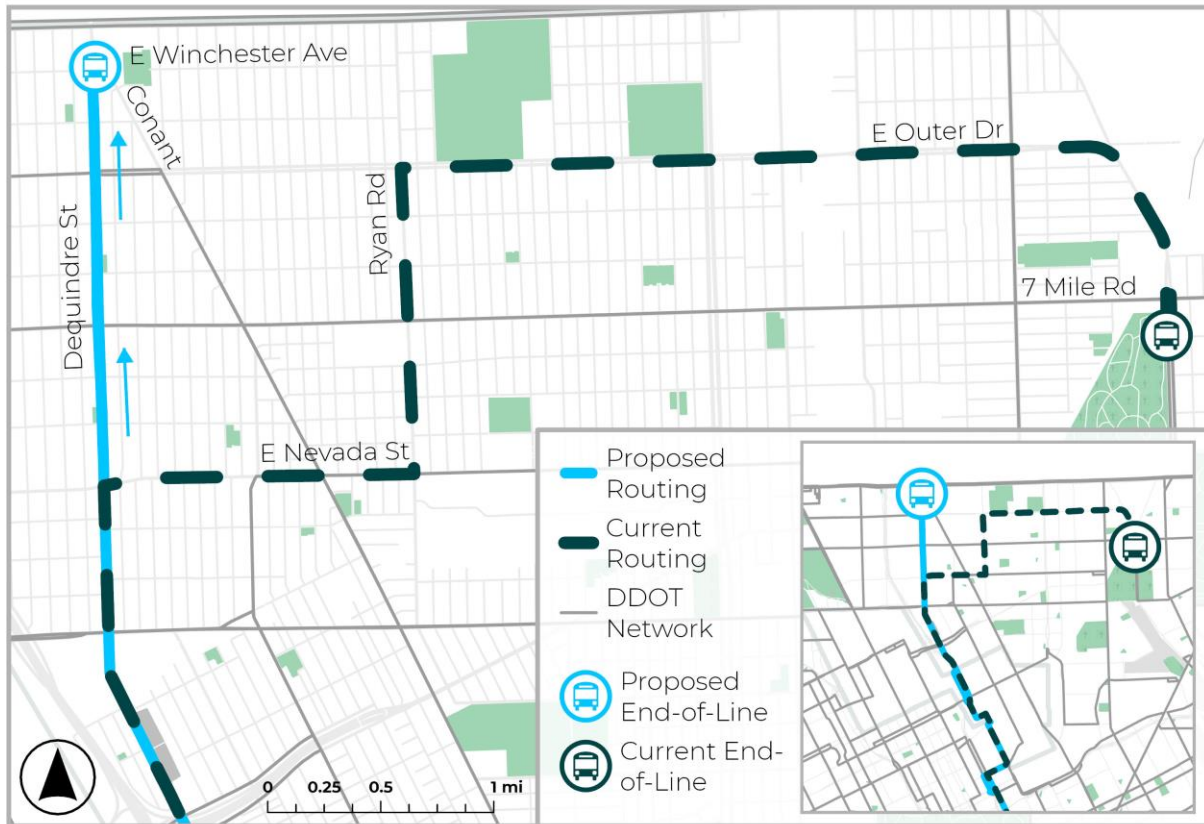 E Winchester Ave
Conant
E Outer Dr
Ryan Rd
Dequindre St
7 Mile Rd
E Nevada St
Proposed
Routing
Current
Routing
DDOT
Network
Proposed
End-of-Line
Current End-
of-Line
0 0.25 0.5 1 mi